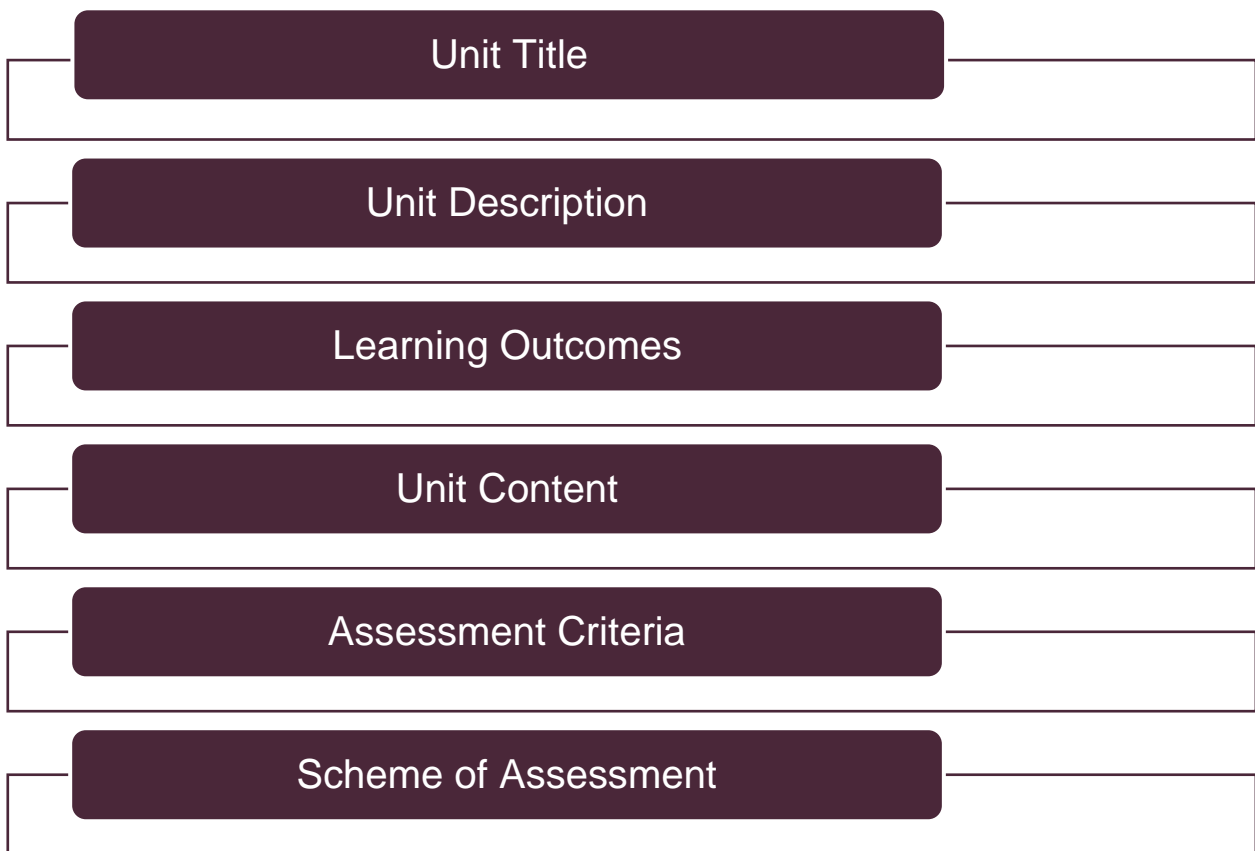 Unit Title
Unit Description
Learning Outcomes
Unit Content
Assessment Criteria
Scheme of Assessment